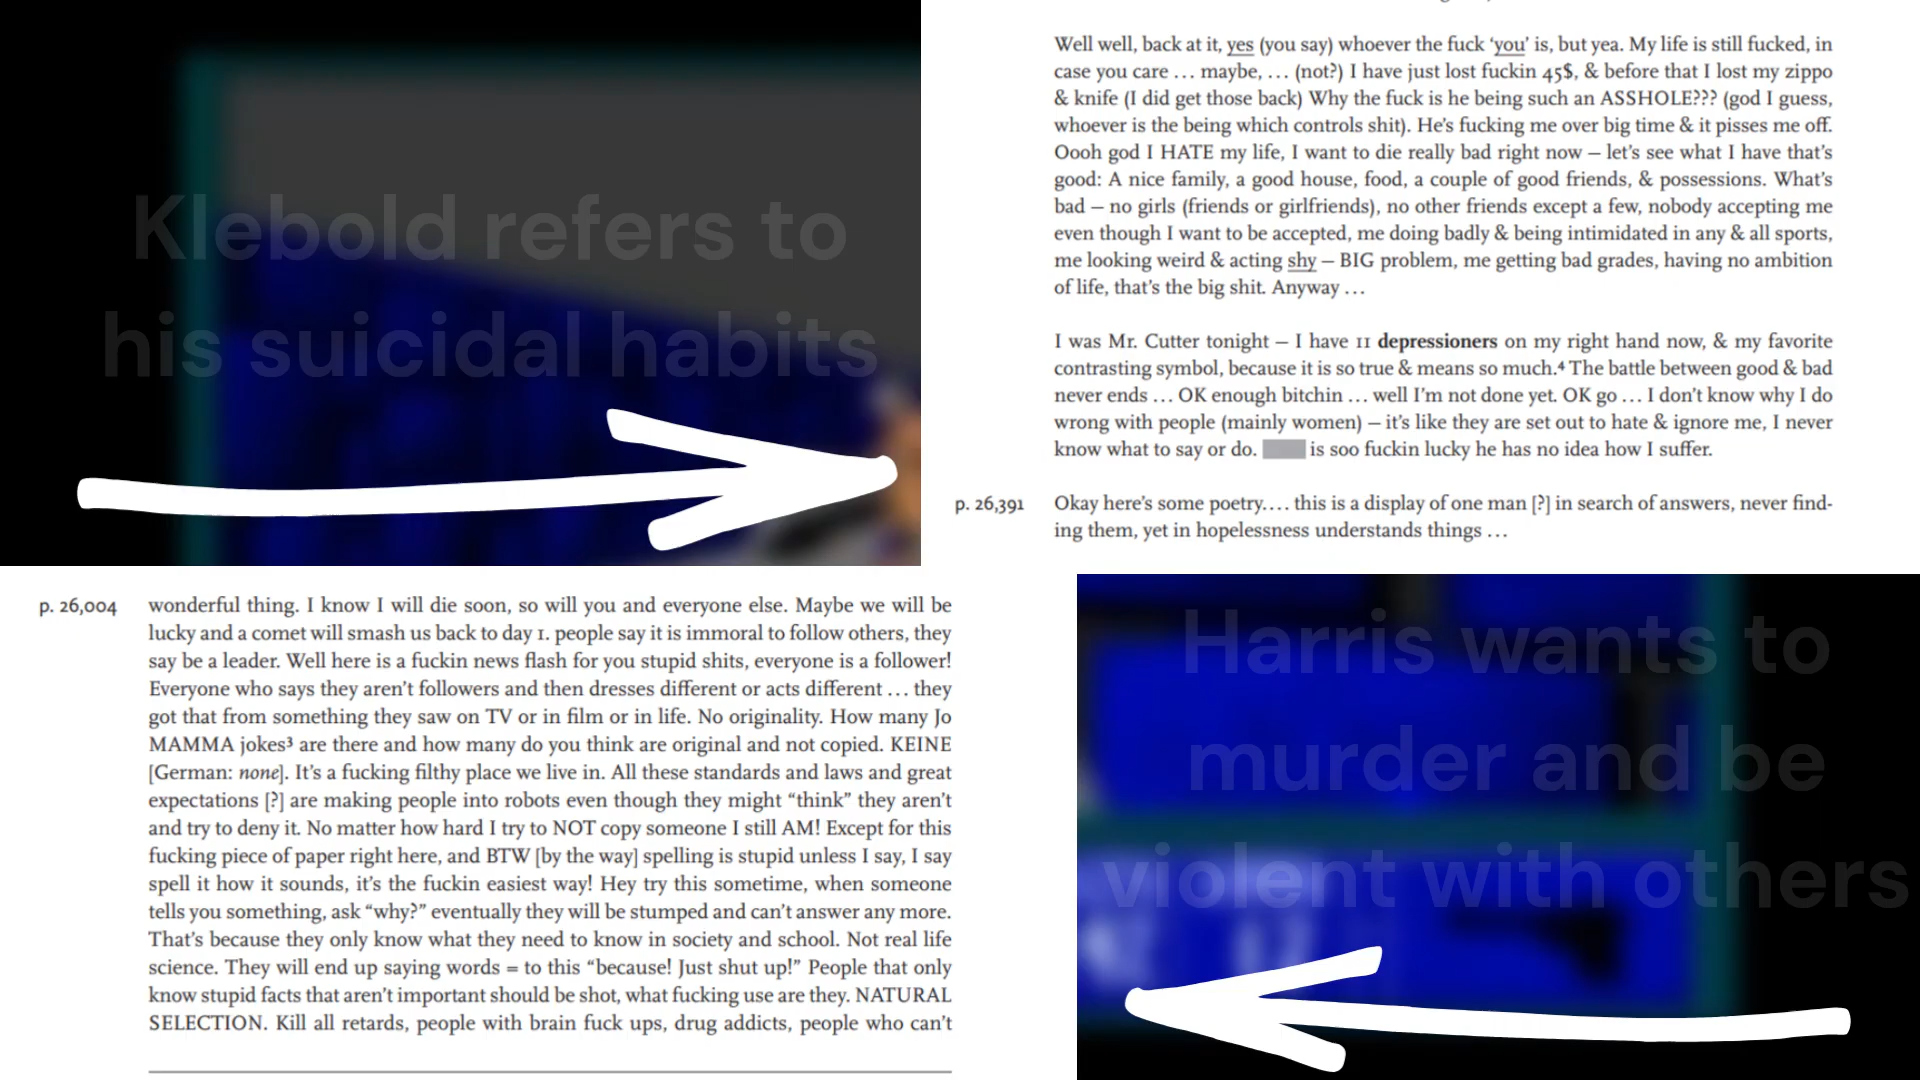 Klebold refers to
his suicidal habits
Well well, back at it, yes (you say) whoever the fuck ‘you’ is, but yea. My life is still fucked, in
case you care … maybe, … (not?) I have just lost fuckin 45$, & before that I lost my zippo
& knife (I did get those back) Why the fuck is he being such an ASSHOLE??? (god I guess,
whoever is the being which controls shit). He’s fucking me over big time & it pisses me off.
Oooh god I HATE my life, I want to die really bad right now – let’s see what I have that’s
good: A nice family, a good house, food, a couple of good friends, & possessions. What’s
bad – no girls (friends or girlfriends), no other friends except a few, nobody accepting me
even though I want to be accepted, me doing badly & being intimidated in any & all sports,
me looking weird & acting shy – BIG problem, me getting bad grades, having no ambition
of life, that’s the big shit. Anyway …
I was Mr. Cutter tonight – I have 11 depressioners on my right hand now, & my favorite
contrasting symbol, because it is so true & means so much.⁴ The battle between good & bad
never ends … OK enough bitchin … well I’m not done yet. OK go … I don’t know why I do
wrong with people (mainly women) – it’s like they are set out to hate & ignore me, I never
know what to say or do. is soo fuckin lucky he has no idea how I suffer.
p. 26,391 Okay here’s some poetry.… this is a display of one man [?] in search of answers, never find-
ing them, yet in hopelessness understands things …
p. 26,004 wonderful thing. I know I will die soon, so will you and everyone else. Maybe we will be
lucky and a comet will smash us back to day 1. people say it is immoral to follow others, they
say be a leader. Well here is a fuckin news flash for you stupid shits, everyone is a follower!
Everyone who says they aren’t followers and then dresses different or acts different … they
got that from something they saw on TV or in film or in life. No originality. How many Jo
MAMMA jokes³ are there and how many do you think are original and not copied. KEINE
[German: none]. It’s a fucking filthy place we live in. All these standards and laws and great
expectations [?] are making people into robots even though they might “think” they aren’t
and try to deny it. No matter how hard I try to NOT copy someone I still AM! Except for this
fucking piece of paper right here, and BTW [by the way] spelling is stupid unless I say, I say
spell it how it sounds, it’s the fuckin easiest way! Hey try this sometime, when someone
tells you something, ask “why?” eventually they will be stumped and can’t answer any more.
That’s because they only know what they need to know in society and school. Not real life
science. They will end up saying words = to this “because! Just shut up!” People that only
know stupid facts that aren’t important should be shot, what fucking use are they. NATURAL
SELECTION. Kill all retards, people with brain fuck ups, drug addicts, people who can’t
Harris wants to
murder and be
violent with others